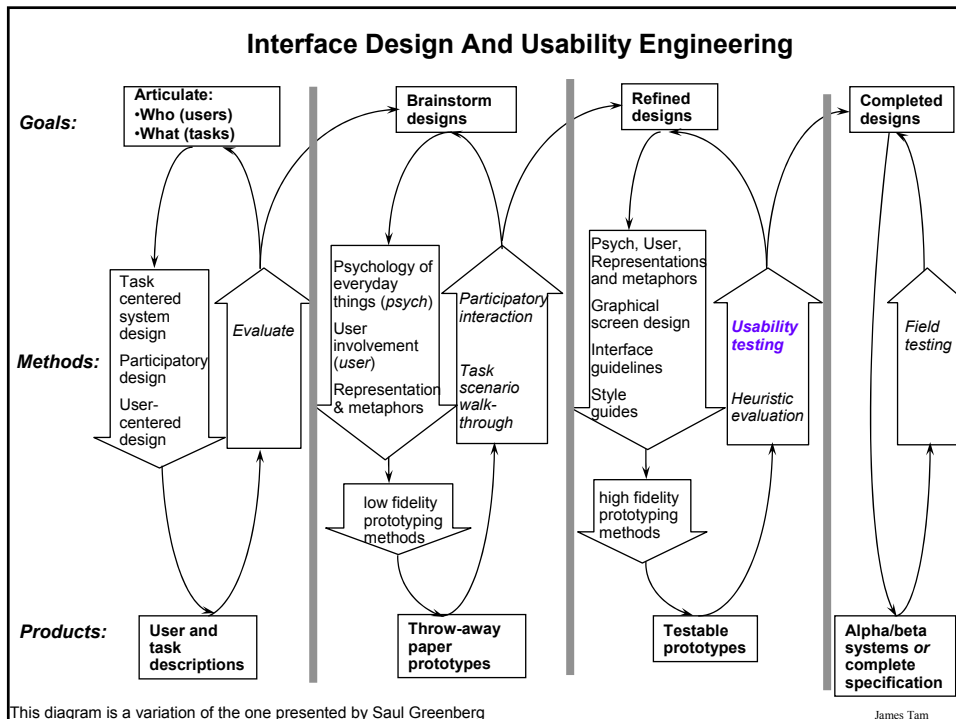 Interface Design And Usability Engineering
Goals:
Articulate:
•Who (users)
•What (tasks)
Brainstorm
designs
Refined
designs
Completed
designs
Methods:
Task
centered
system
design
Participatory
design
User-
centered
design
Evaluate
Psychology of
everyday
things (psych)
User
involvement
(user)
Representation
& metaphors
low fidelity
prototyping
methods
Participatory
interaction
Task
scenario
walk-
through
Psych, User,
Representations
and metaphors
Graphical
screen design
Interface
guidelines
Style
guides
high fidelity
prototyping
methods
Usability
testing
Heuristic
evaluation
Field
testing
Products:
User and
task
descriptions
Throw-away
paper
prototypes
Testable
prototypes
Alpha/beta
systems or
complete
specification
This diagram is a variation of the one presented by Saul Greenberg
James Tam